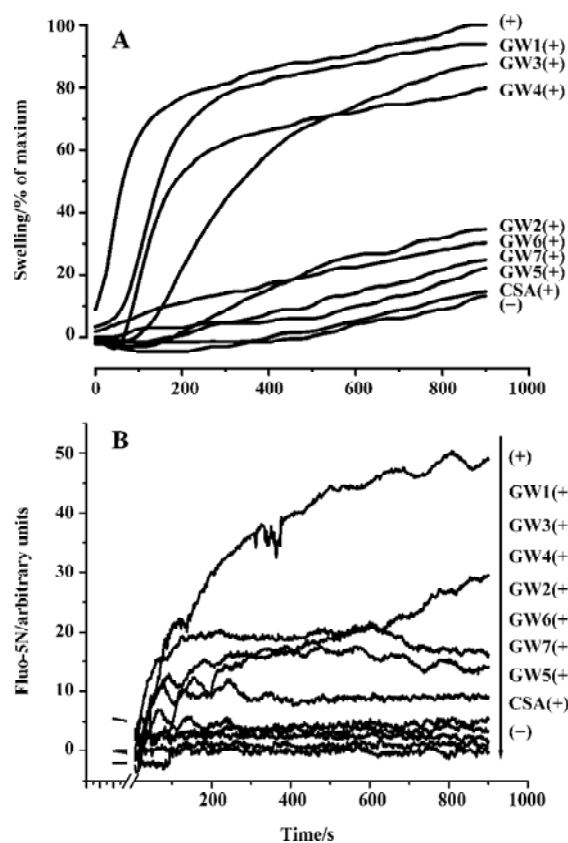 A
Swelling/% of maxium
100
80
60
40
20
0
0 200 400 600 800 1000
(+)
GW1(+)
GW3(+)
GW4(+)
GW2(+)
GW6(+)
GW7(+)
GW5(+)
CSA(+)
(−)
B
Fluo-5N/arbitrary units
50
40
30
20
10
0
200 400 600 800 1000
Time/s
(+)
GW1(+
GW3(+
GW4(+
GW2(+
GW6(+
GW7(+
GW5(+
CSA(+)
(−)